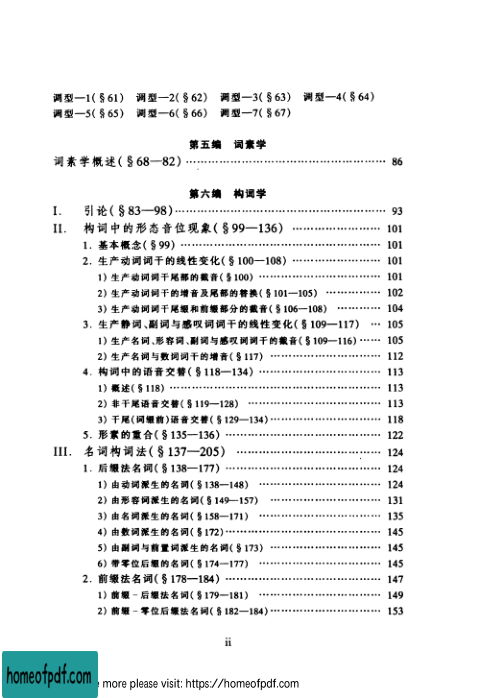 调型—1(§61) 调型—2(§62) 调型—3(§63) 调型—4(§64)
调型—5(§65) 调型—6(§66) 调型—7(§67)
第五编 词素学
词素学概述(§68—82) …… 86
第六编 构词学
I. 引论(§83—98) …… 93
II. 构词中的形态音位现象(§99—136) …… 101
1. 基本概念(§99) …… 101
2. 生产动词词干的线性变化(§100—108) …… 101
1) 生产动词词干尾部的截音(§100) …… 101
2) 生产动词词干的增音及尾部的替换(§101—105) …… 102
3) 生产动词词干尾缀和前缀部分的截音(§106—108) …… 104
3. 生产静词、副词与感叹词词干的线性变化(§109—117) … 105
1) 生产名词、形容词、副词与感叹词词干的截音(§109—116) …… 105
2) 生产名词与数词词干的增音(§117) …… 112
4. 构词中的语音交替(§118—134) …… 113
1) 概述(§118) …… 113
2) 非干尾语音交替(§119—128) …… 113
3) 干尾(词缀前)语音交替(§129—134) …… 118
5. 形素的重合(§135—136) …… 122
III. 名词构词法(§137—205) …… 124
1. 后缀法名词(§138—177) …… 124
1) 由动词派生的名词(§138—148) …… 124
2) 由形容词派生的名词(§149—157) …… 131
3) 由名词派生的名词(§158—171) …… 135
4) 由数词派生的名词(§172) …… 145
5) 由副词与前置词派生的名词(§173) …… 145
6) 带零位后缀的名词(§174—177) …… 145
2. 前缀法名词(§178—184) …… 147
1) 前缀-后缀法名词(§179—181) …… 149
2) 前缀-零位后缀法名词(§182—184) …… 153
ii
homeofpdf.com
more please visit: https://homeofpdf.com